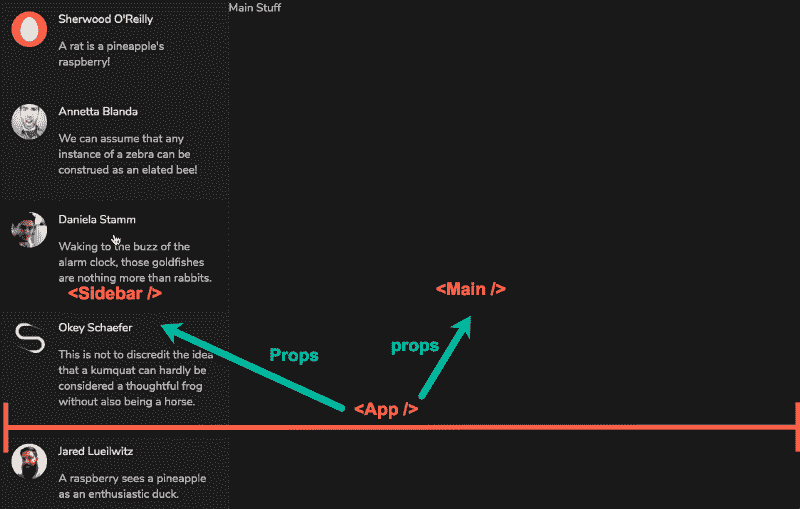 Sherwood O'Reilly
A rat is a pineapple's
raspberry!
Main Stuff
Annetta Blanda
We can assume that any
instance of a zebra can be
construed as an elated bee!
Daniela Stamm
Waking to the buzz of the
alarm clock, those goldfishes
are nothing more than rabbits.
<Sidebar />
<Main />
Okey Schaefer
This is not to discredit the idea
that a kumquat can hardly be
considered a thoughtful frog
without also being a horse.
Props
props
<App />
Jared Lueilwitz
A raspberry sees a pineapple
as an enthusiastic duck.